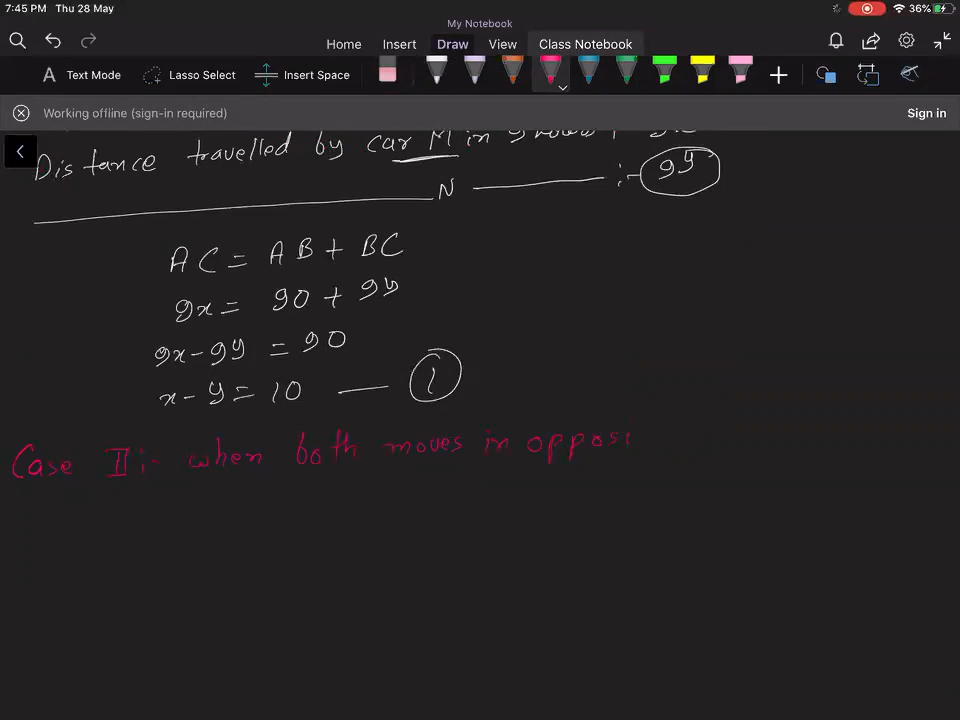 7:45 PM Thu 28 May
36%
My Notebook
Home Insert Draw View Class Notebook
Text Mode Lasso Select Insert Space
Working offline (sign-in required) Sign in
Distance travelled by car M in 9 hours
N :- 9y
AC = AB + BC
9x = 90 + 9y
9x - 9y = 90
x - y = 10 — 1
Case II :- when both moves in opposi